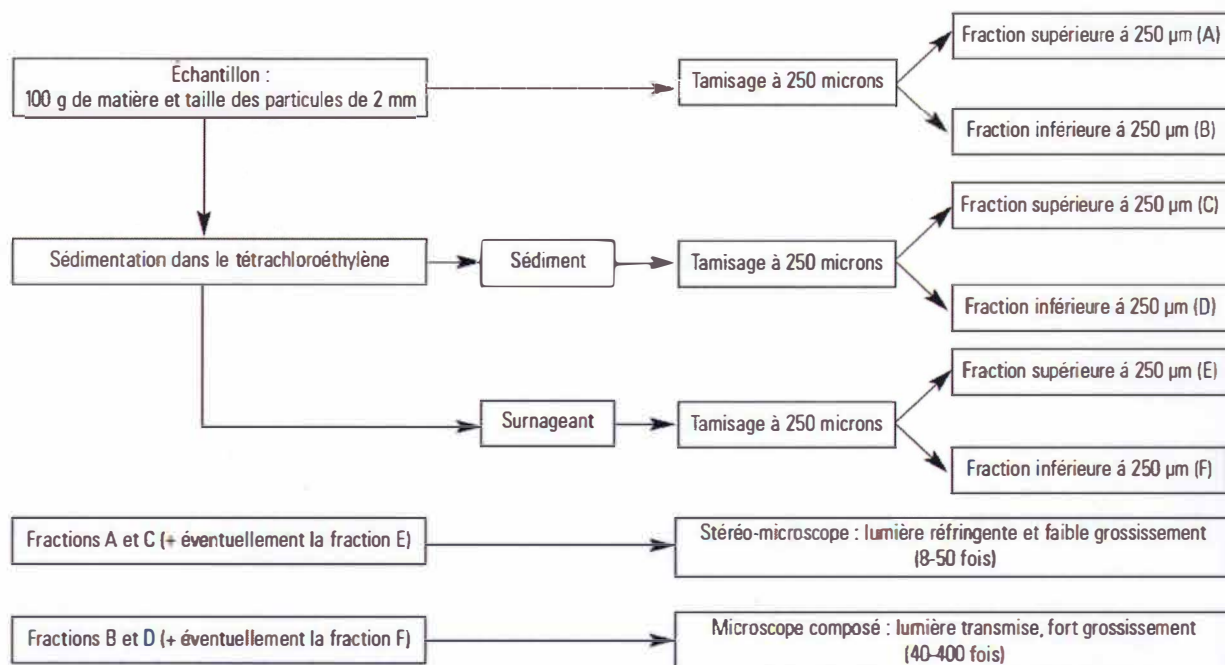 Échantillon :
100 g de matière et taille des particules de 2 mm
Tamisage à 250 microns
Fraction supérieure á 250 µm (A)
Fraction inférieure á 250 µm (B)
Sédimentation dans le tétrachloroéthylène
Sédiment
Tamisage à 250 microns
Fraction supérieure á 250 µm (C)
Fraction inférieure á 250 µm (D)
Surnageant
Tamisage à 250 microns
Fraction supérieure á 250 µm (E)
Fraction inférieure á 250 µm (F)
Fractions A et C (+ éventuellement la fraction E)
Stéréo-microscope : lumière réfringente et faible grossissement
(8-50 fois)
Fractions B et D (+ éventuellement la fraction F)
Microscope composé : lumière transmise, fort grossissement
(40-400 fois)